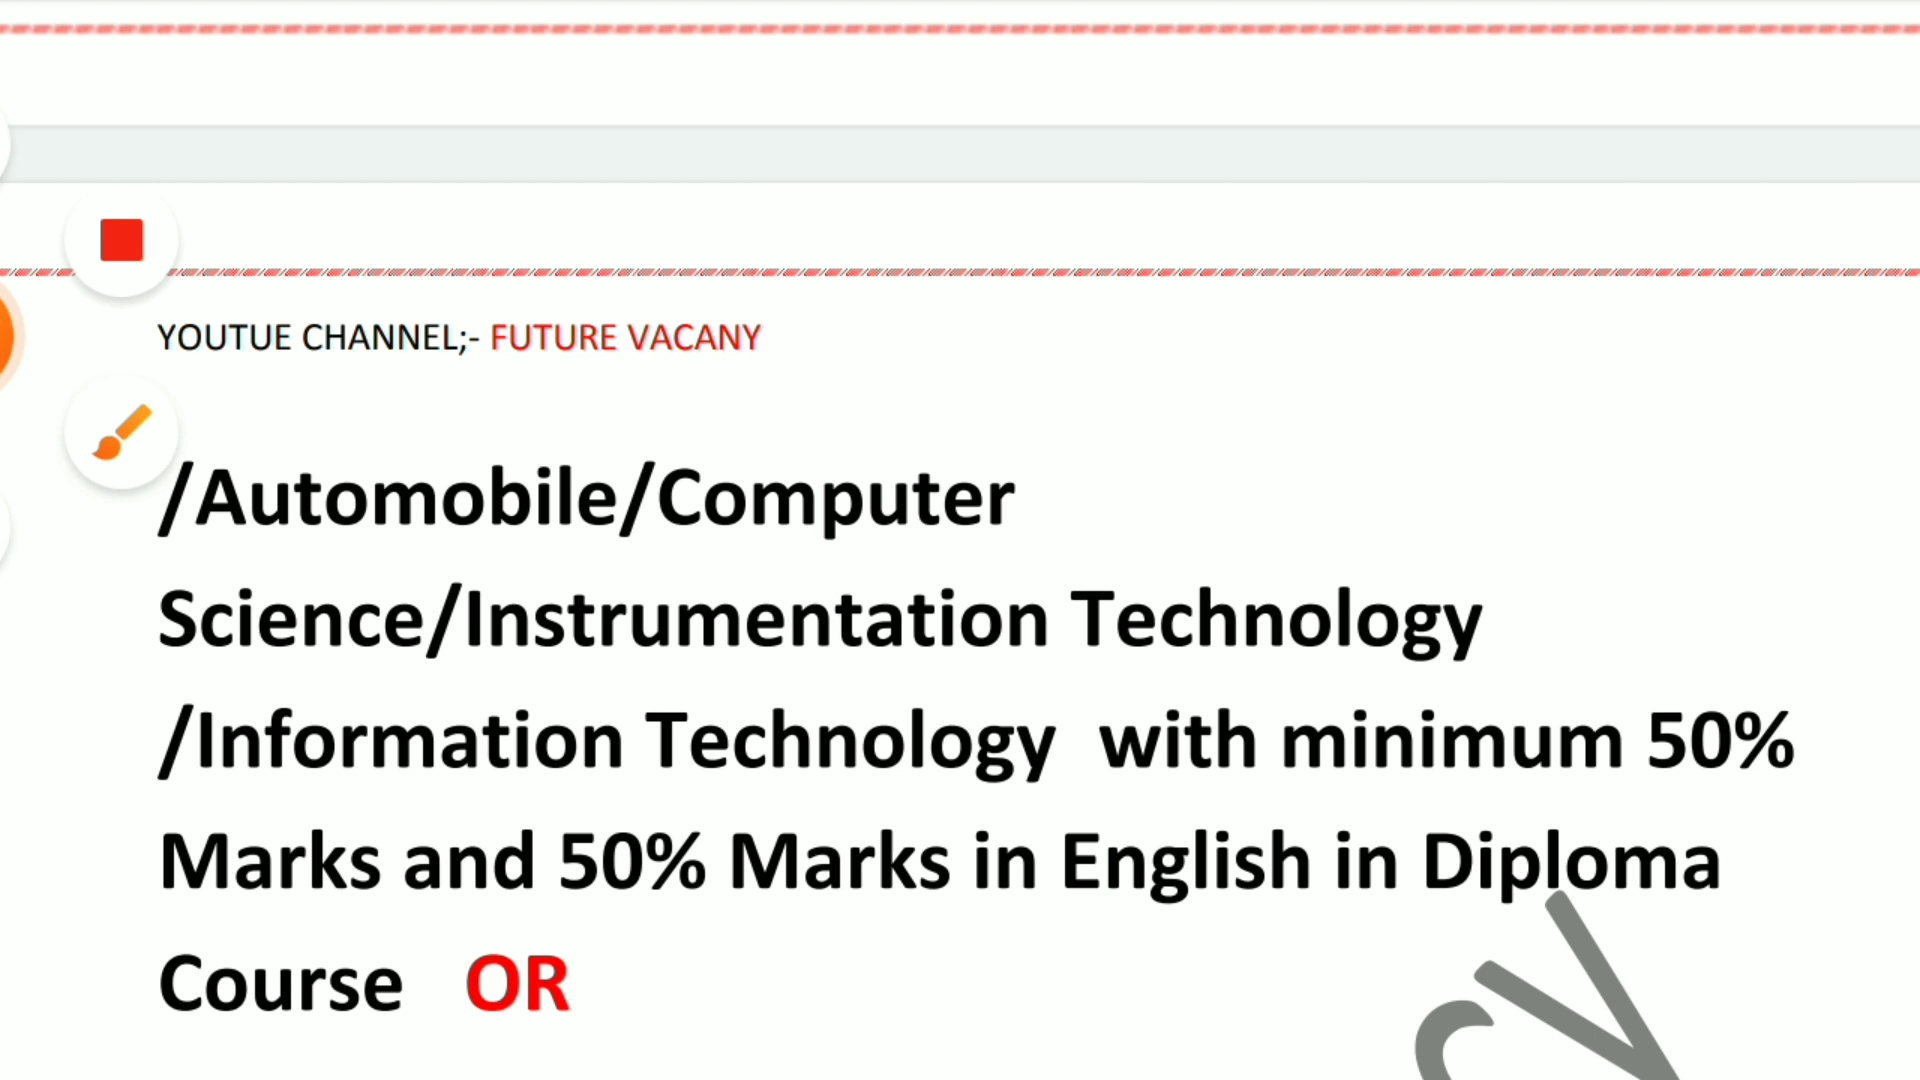 YOUTUE CHANNEL;- FUTURE VACANY
/Automobile/Computer
Science/Instrumentation Technology
/Information Technology with minimum 50%
Marks and 50% Marks in English in Diploma
Course OR
cy